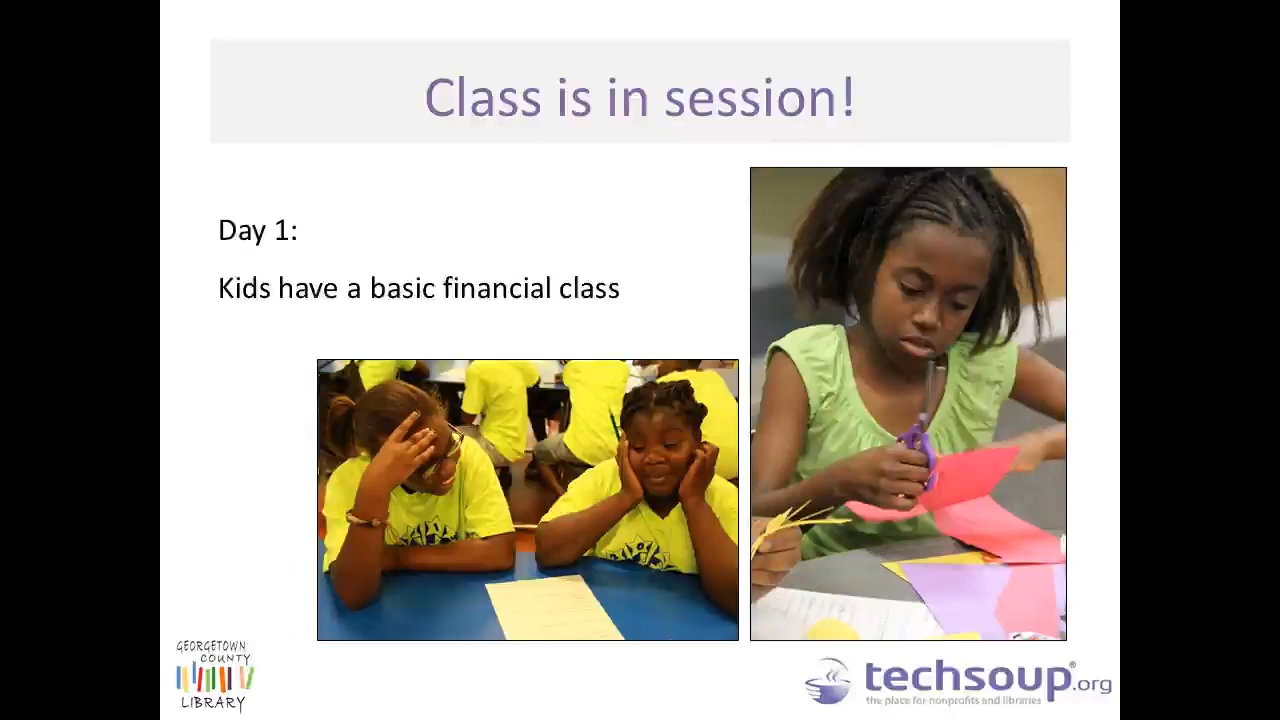 Class is in session!
Day 1:
Kids have a basic financial class
GEORGETOWN
COUNTY
LIBRARY
techsoup®.org
the place for nonprofits and libraries